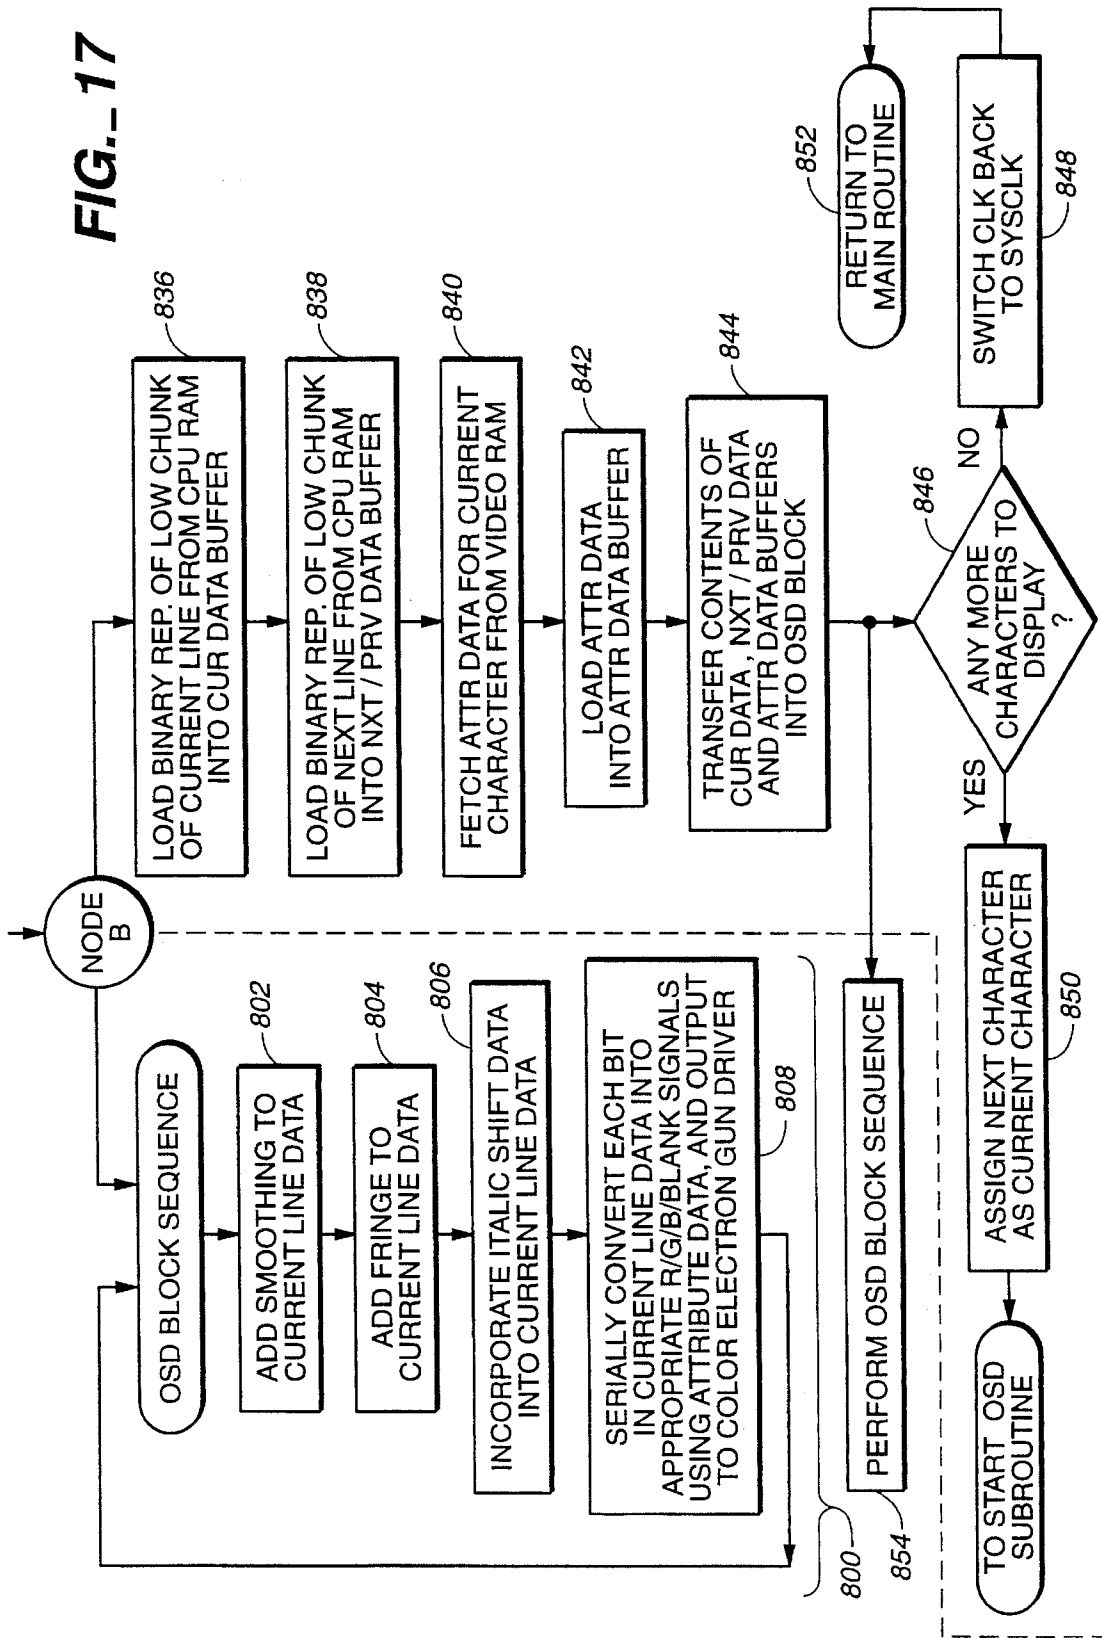 FIG._17
NODE
B
OSD BLOCK SEQUENCE
ADD SMOOTHING TO
CURRENT LINE DATA
802
ADD FRINGE TO
CURRENT LINE DATA
804
INCORPORATE ITALIC SHIFT DATA
INTO CURRENT LINE DATA
806
SERIALLY CONVERT EACH BIT
IN CURRENT LINE DATA INTO
APPROPRIATE R/G/B/BLANK SIGNALS
USING ATTRIBUTE DATA, AND OUTPUT
TO COLOR ELECTRON GUN DRIVER
808
800
PERFORM OSD BLOCK SEQUENCE
854
LOAD BINARY REP. OF LOW CHUNK
OF CURRENT LINE FROM CPU RAM
INTO CUR DATA BUFFER
836
LOAD BINARY REP. OF LOW CHUNK
OF NEXT LINE FROM CPU RAM
INTO NXT / PRV DATA BUFFER
838
FETCH ATTR DATA FOR CURRENT
CHARACTER FROM VIDEO RAM
840
LOAD ATTR DATA
INTO ATTR DATA BUFFER
842
TRANSFER CONTENTS OF
CUR DATA, NXT / PRV DATA
AND ATTR DATA BUFFERS
INTO OSD BLOCK
844
ANY MORE
CHARACTERS TO
DISPLAY
?
846
YES
NO
ASSIGN NEXT CHARACTER
AS CURRENT CHARACTER
850
TO START OSD
SUBROUTINE
SWITCH CLK BACK
TO SYSCLK
848
RETURN TO
MAIN ROUTINE
852